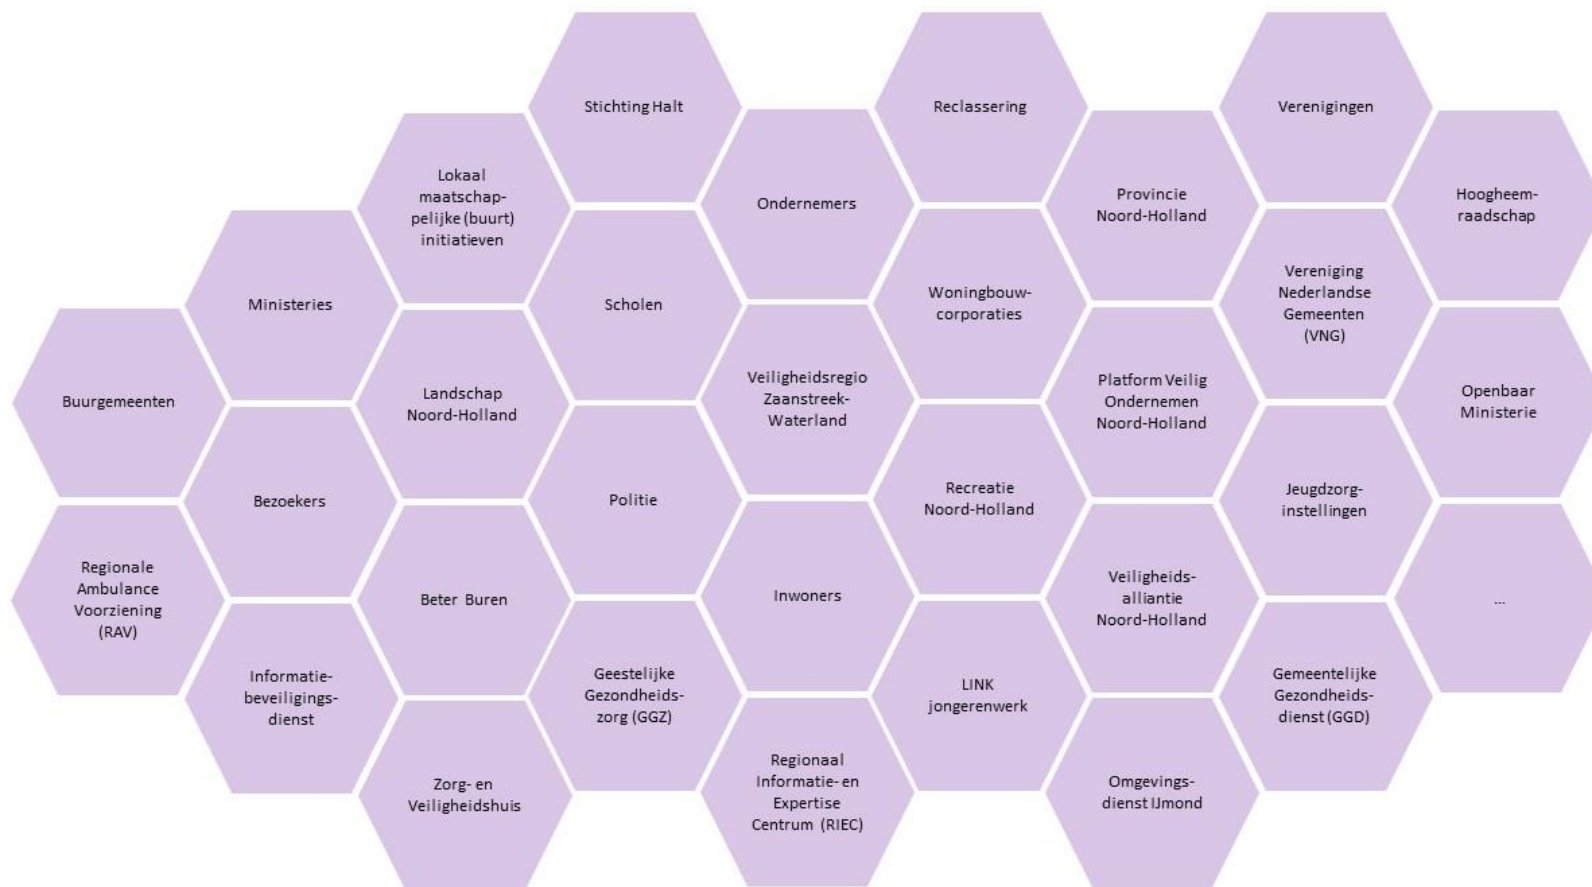 Stichting Halt
Reclassering
Verenigingen
Lokaal
maatschap-
pelijke (buurt)
initiatieven
Ondernemers
Provincie
Noord-Holland
Hoogheem-
raadschap
Ministeries
Scholen
Woningbouw-
corporaties
Vereniging
Nederlandse
Gemeenten
(VNG)
Buurgemeenten
Landschap
Noord-Holland
Veiligheidsregio
Zaanstreek-
Waterland
Platform Veilig
Ondernemen
Noord-Holland
Openbaar
Ministerie
Bezoekers
Politie
Recreatie
Noord-Holland
Jeugdzorg-
instellingen
Regionale
Ambulance
Voorziening
(RAV)
Beter Buren
Inwoners
Veiligheids-
alliantie
Noord-Holland
...
Informatie-
beveiligings-
dienst
Geestelijke
Gezondheids-
zorg (GGZ)
LINK
jongerenwerk
Gemeentelijke
Gezondheids-
dienst (GGD)
Zorg- en
Veiligheidshuis
Regionaal
Informatie- en
Expertise
Centrum (RIEC)
Omgevings-
dienst IJmond